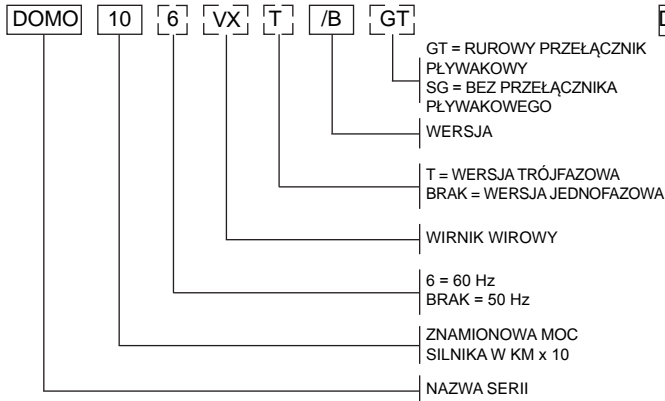 DOMO 10 6 VX T /B GT
GT = RUROWY PRZEŁĄCZNIK
PŁYWAKOWY
SG = BEZ PRZEŁĄCZNIKA
PŁYWAKOWEGO
WERSJA
T = WERSJA TRÓJFAZOWA
BRAK = WERSJA JEDNOFAZOWA
WIRNIK WIROWY
6 = 60 Hz
BRAK = 50 Hz
ZNAMIONOWA MOC
SILNIKA W KM x 10
NAZWA SERII